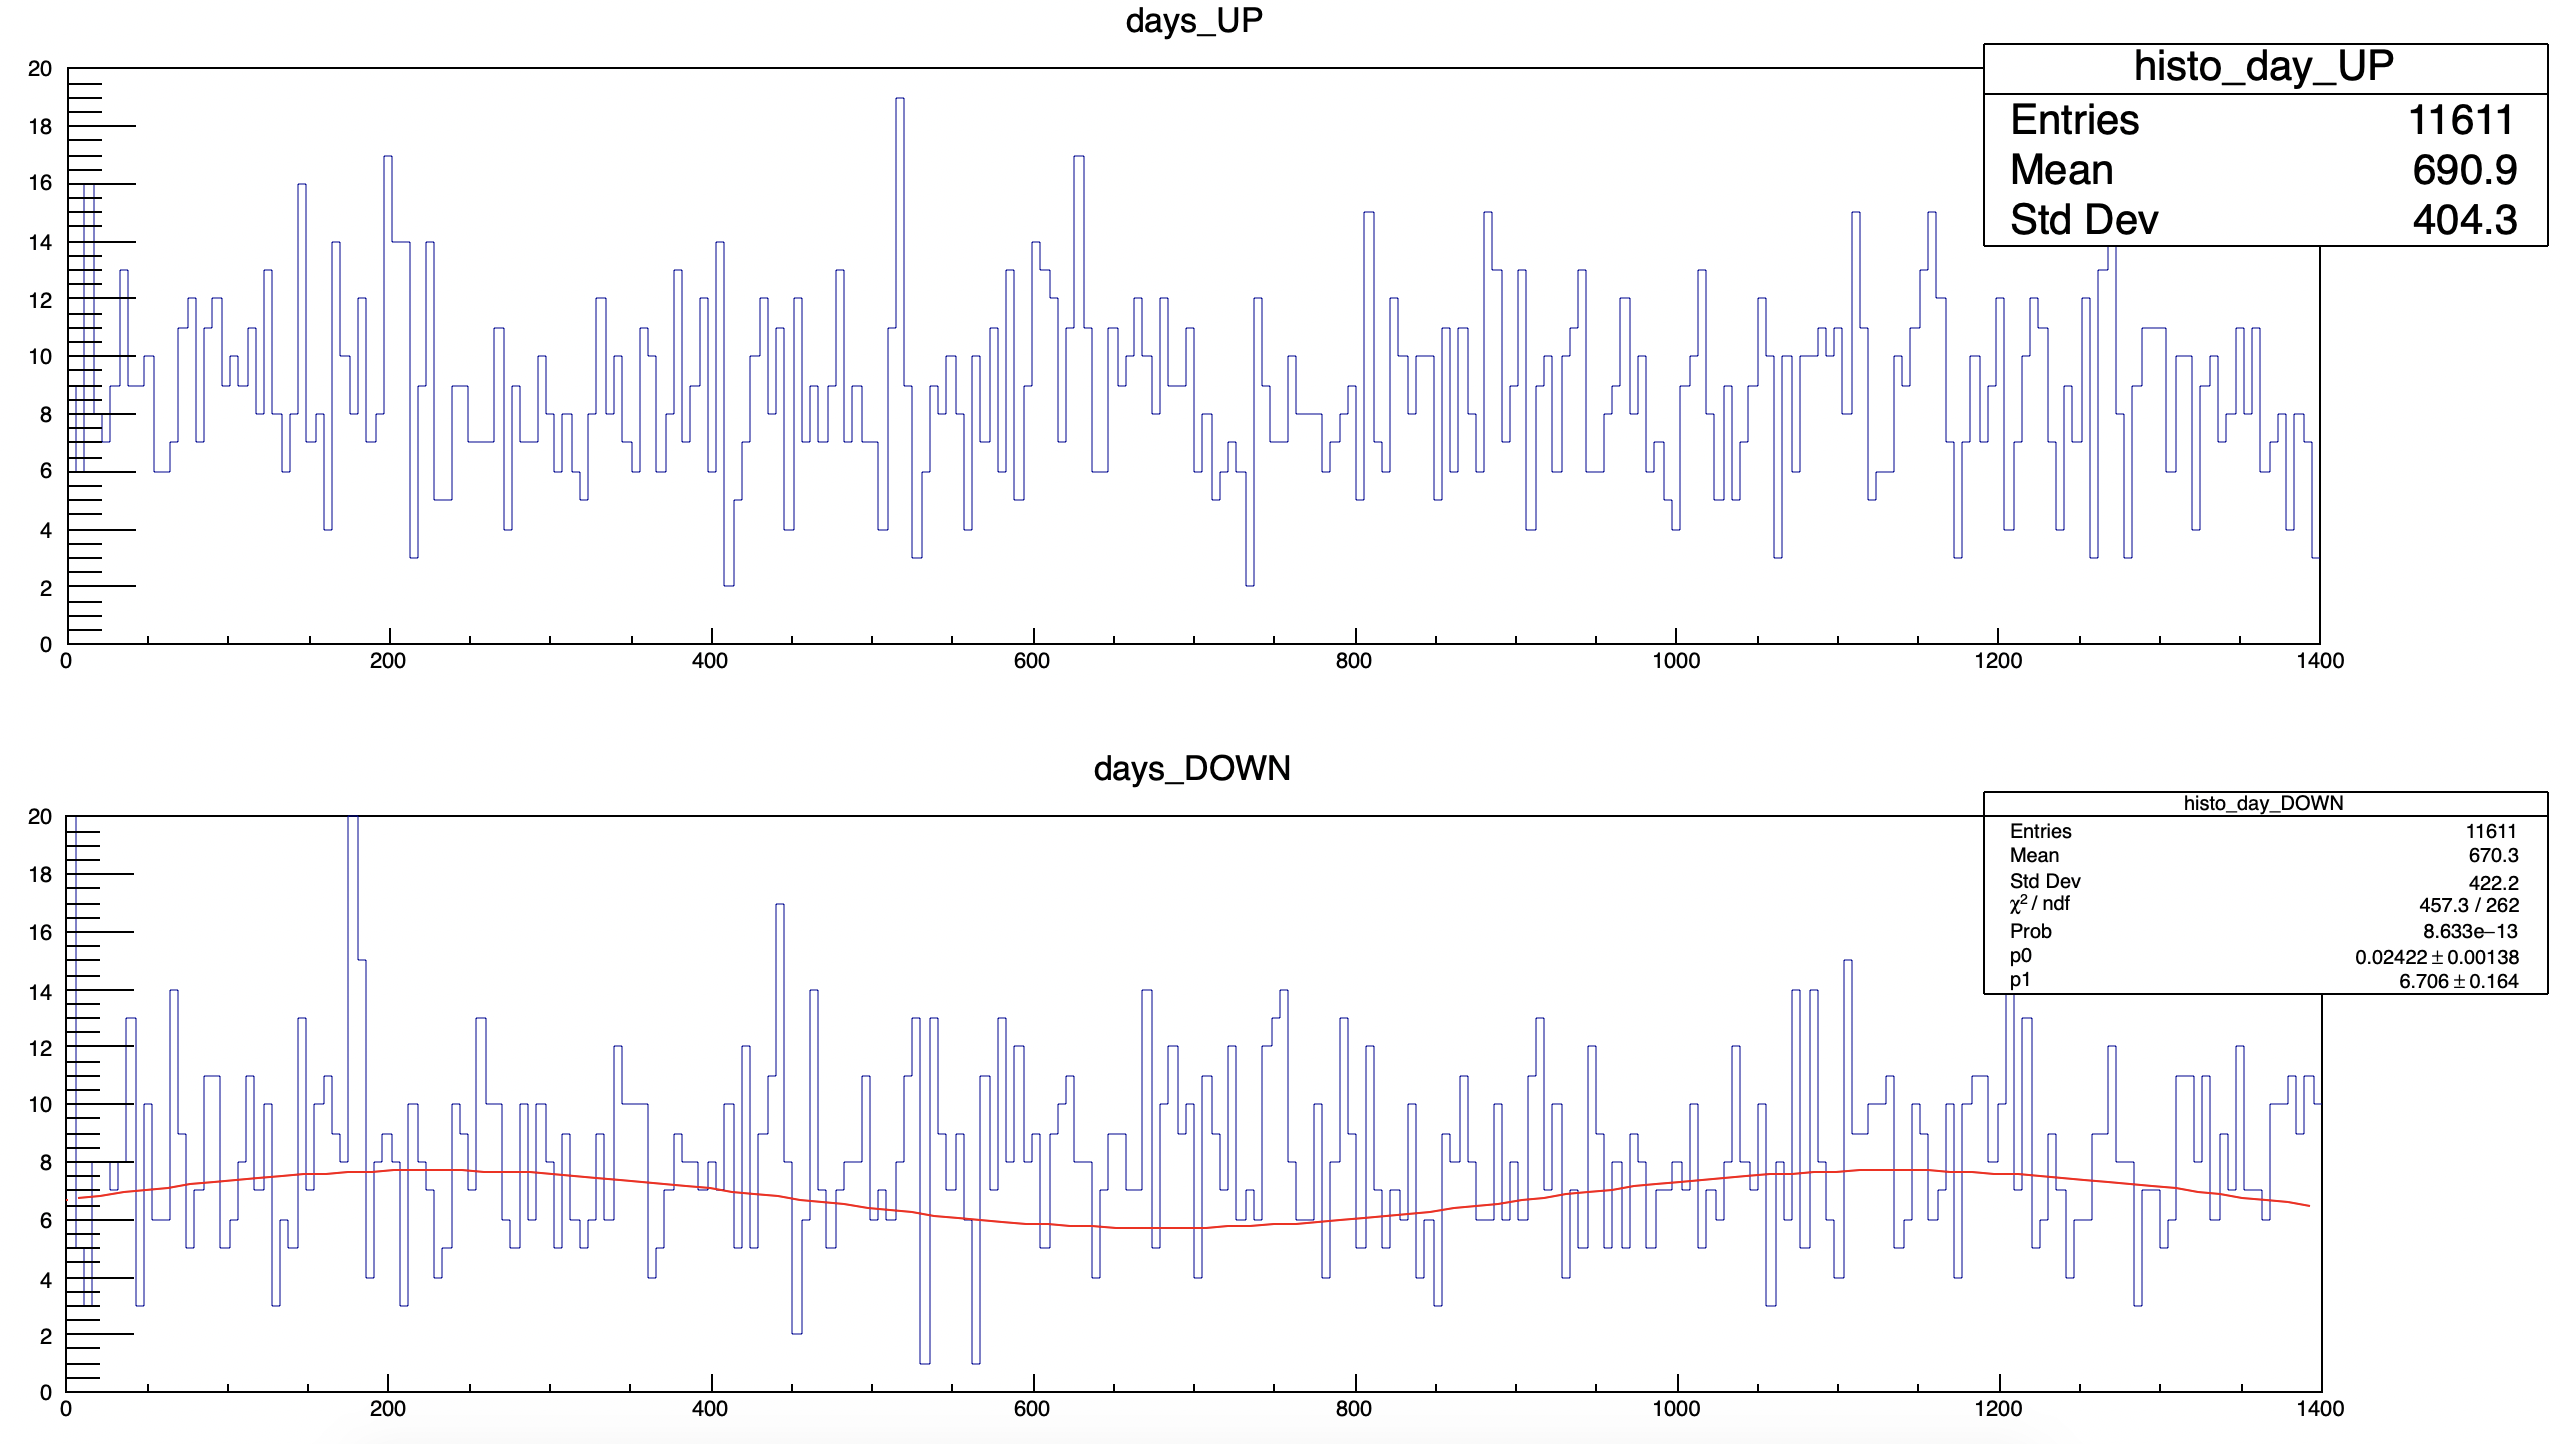 days_UP
histo_day_UP
Entries 11611
Mean 690.9
Std Dev 404.3
20
18
16
14
12
10
8
6
4
2
0
0 200 400 600 800 1000 1200 1400
days_DOWN
histo_day_DOWN
Entries 11611
Mean 670.3
Std Dev 422.2
χ² / ndf 457.3 / 262
Prob 8.633e−13
p0 0.02422 ± 0.00138
p1 6.706 ± 0.164
20
18
16
14
12
10
8
6
4
2
0
0 200 400 600 800 1000 1200 1400